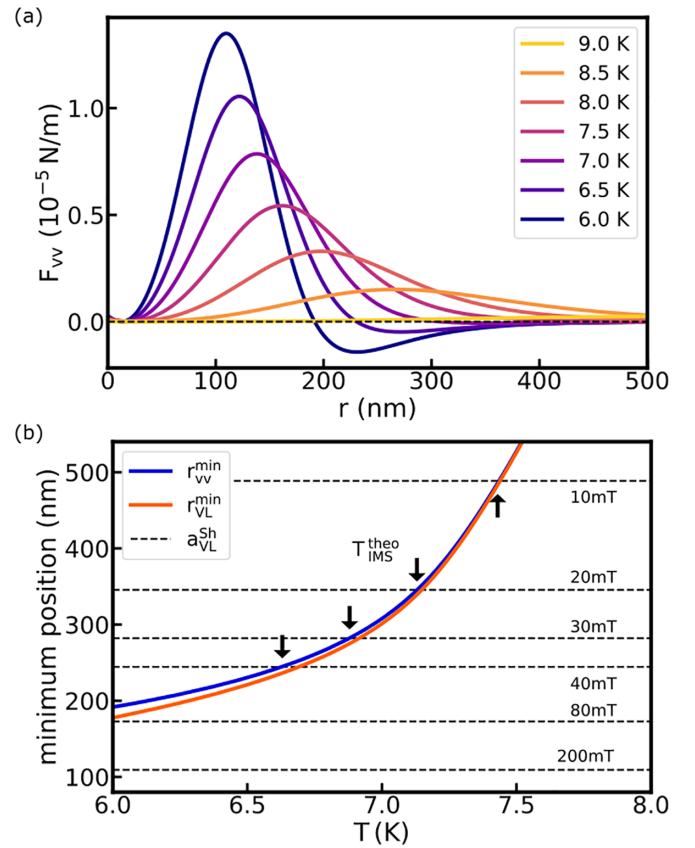 (a)
F_vv (10^-5 N/m)
1.0
0.5
0.0
9.0 K
8.5 K
8.0 K
7.5 K
7.0 K
6.5 K
6.0 K
0 100 200 300 400 500
r (nm)
(b)
minimum position (nm)
500
400
300
200
100
r_vv^min
r_VL^min
a_VL^Sh
T_IMS^theo
10mT
20mT
30mT
40mT
80mT
200mT
6.0 6.5 7.0 7.5 8.0
T (K)